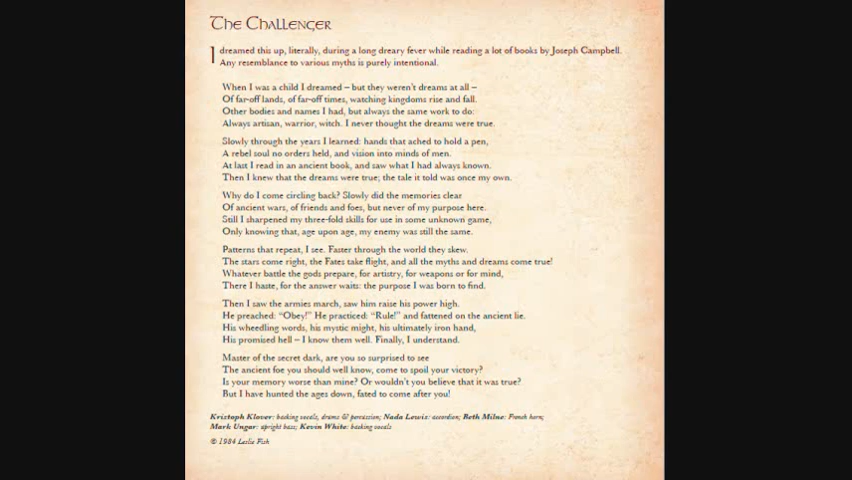 The Challenger
I dreamed this up, literally, during a long dreary fever while reading a lot of books by Joseph Campbell.
Any resemblance to various myths is purely intentional.
When I was a child I dreamed – but they weren't dreams at all –
Of far-off lands, of far-off times, watching kingdoms rise and fall.
Other bodies and names I had, but always the same work to do:
Always artisan, warrior, witch. I never thought the dreams were true.
Slowly through the years I learned: hands that ached to hold a pen,
A rebel soul no orders held, and vision into minds of men.
At last I read in an ancient book, and saw what I had always known.
Then I knew that the dreams were true; the tale it told was once my own.
Why do I come circling back? Slowly did the memories clear
Of ancient wars, of friends and foes, but never of my purpose here.
Still I sharpened my three-fold skills for use in some unknown game,
Only knowing that, age upon age, my enemy was still the same.
Patterns that repeat, I see. Faster through the world they skew.
The stars come right, the Fates take flight, and all the myths and dreams come true!
Whatever battle the gods prepare, for artistry, for weapons or for mind,
There I haste, for the answer waits: the purpose I was born to find.
Then I saw the armies march, saw him raise his power high.
He preached: "Obey!" He practiced: "Rule!" and fattened on the ancient lie.
His wheedling words, his mystic might, his ultimate iron hand,
His promised hell – I know them well. Finally, I understand.
Master of the secret dark, are you so surprised to see
The ancient foe you should well know, come to spoil your victory?
Is your memory worse than mine? Or wouldn't you believe that it was true?
But I have hunted the ages down, fated to come after you!
Kristoph Klover: backing vocals, drums & percussion; Nada Lewis: accordion; Beth Milne: French horn;
Mark Ungar: upright bass; Kevin White: backing vocals
© 1984 Leslie Fish